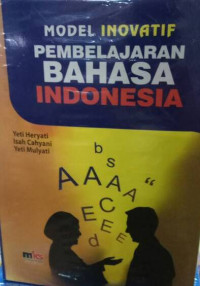 MODEL INOVATIF
PEMBELAJARAN
BAHASA
INDONESIA
Yeti Heryati
Isah Cahyani
Yeti Mulyati
b
s
A A A A A "
C
E E E
d E